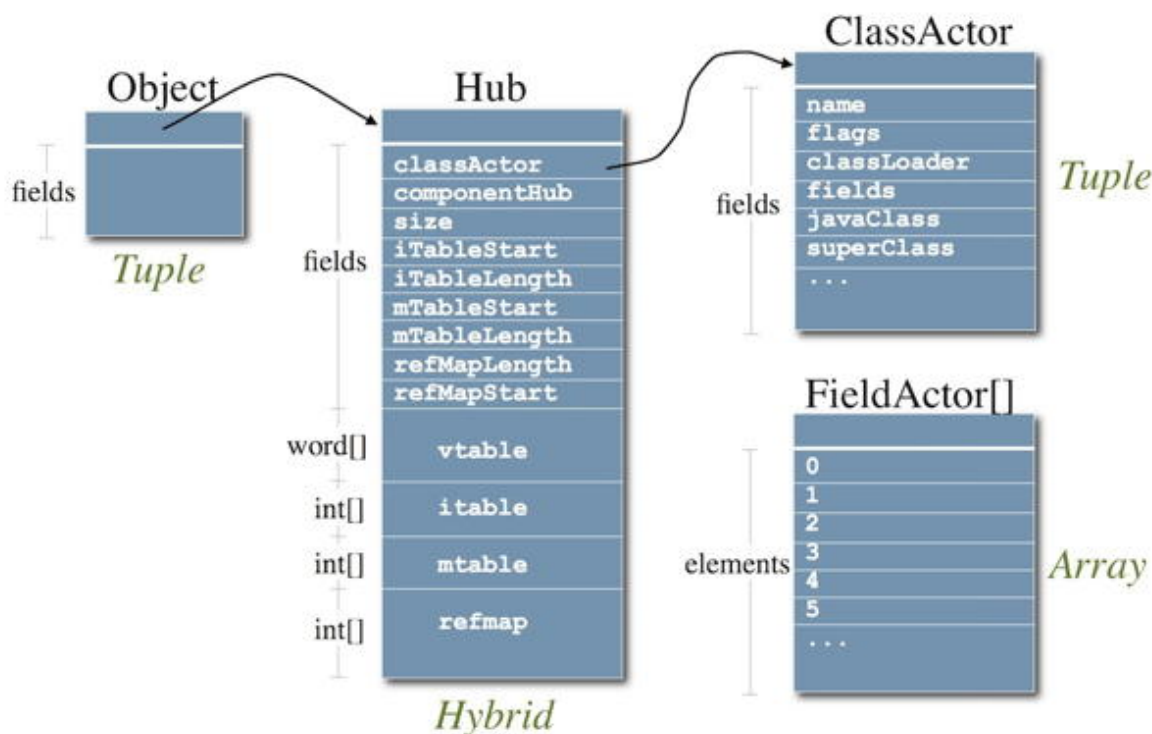 Object
fields
Tuple
Hub
fields
classActor
componentHub
size
iTableStart
iTableLength
mTableStart
mTableLength
refMapLength
refMapStart
word[]
vtable
int[]
itable
int[]
mtable
int[]
refmap
Hybrid
ClassActor
fields
name
flags
classLoader
fields
javaClass
superClass
...
Tuple
FieldActor[]
elements
0
1
2
3
4
5
...
Array